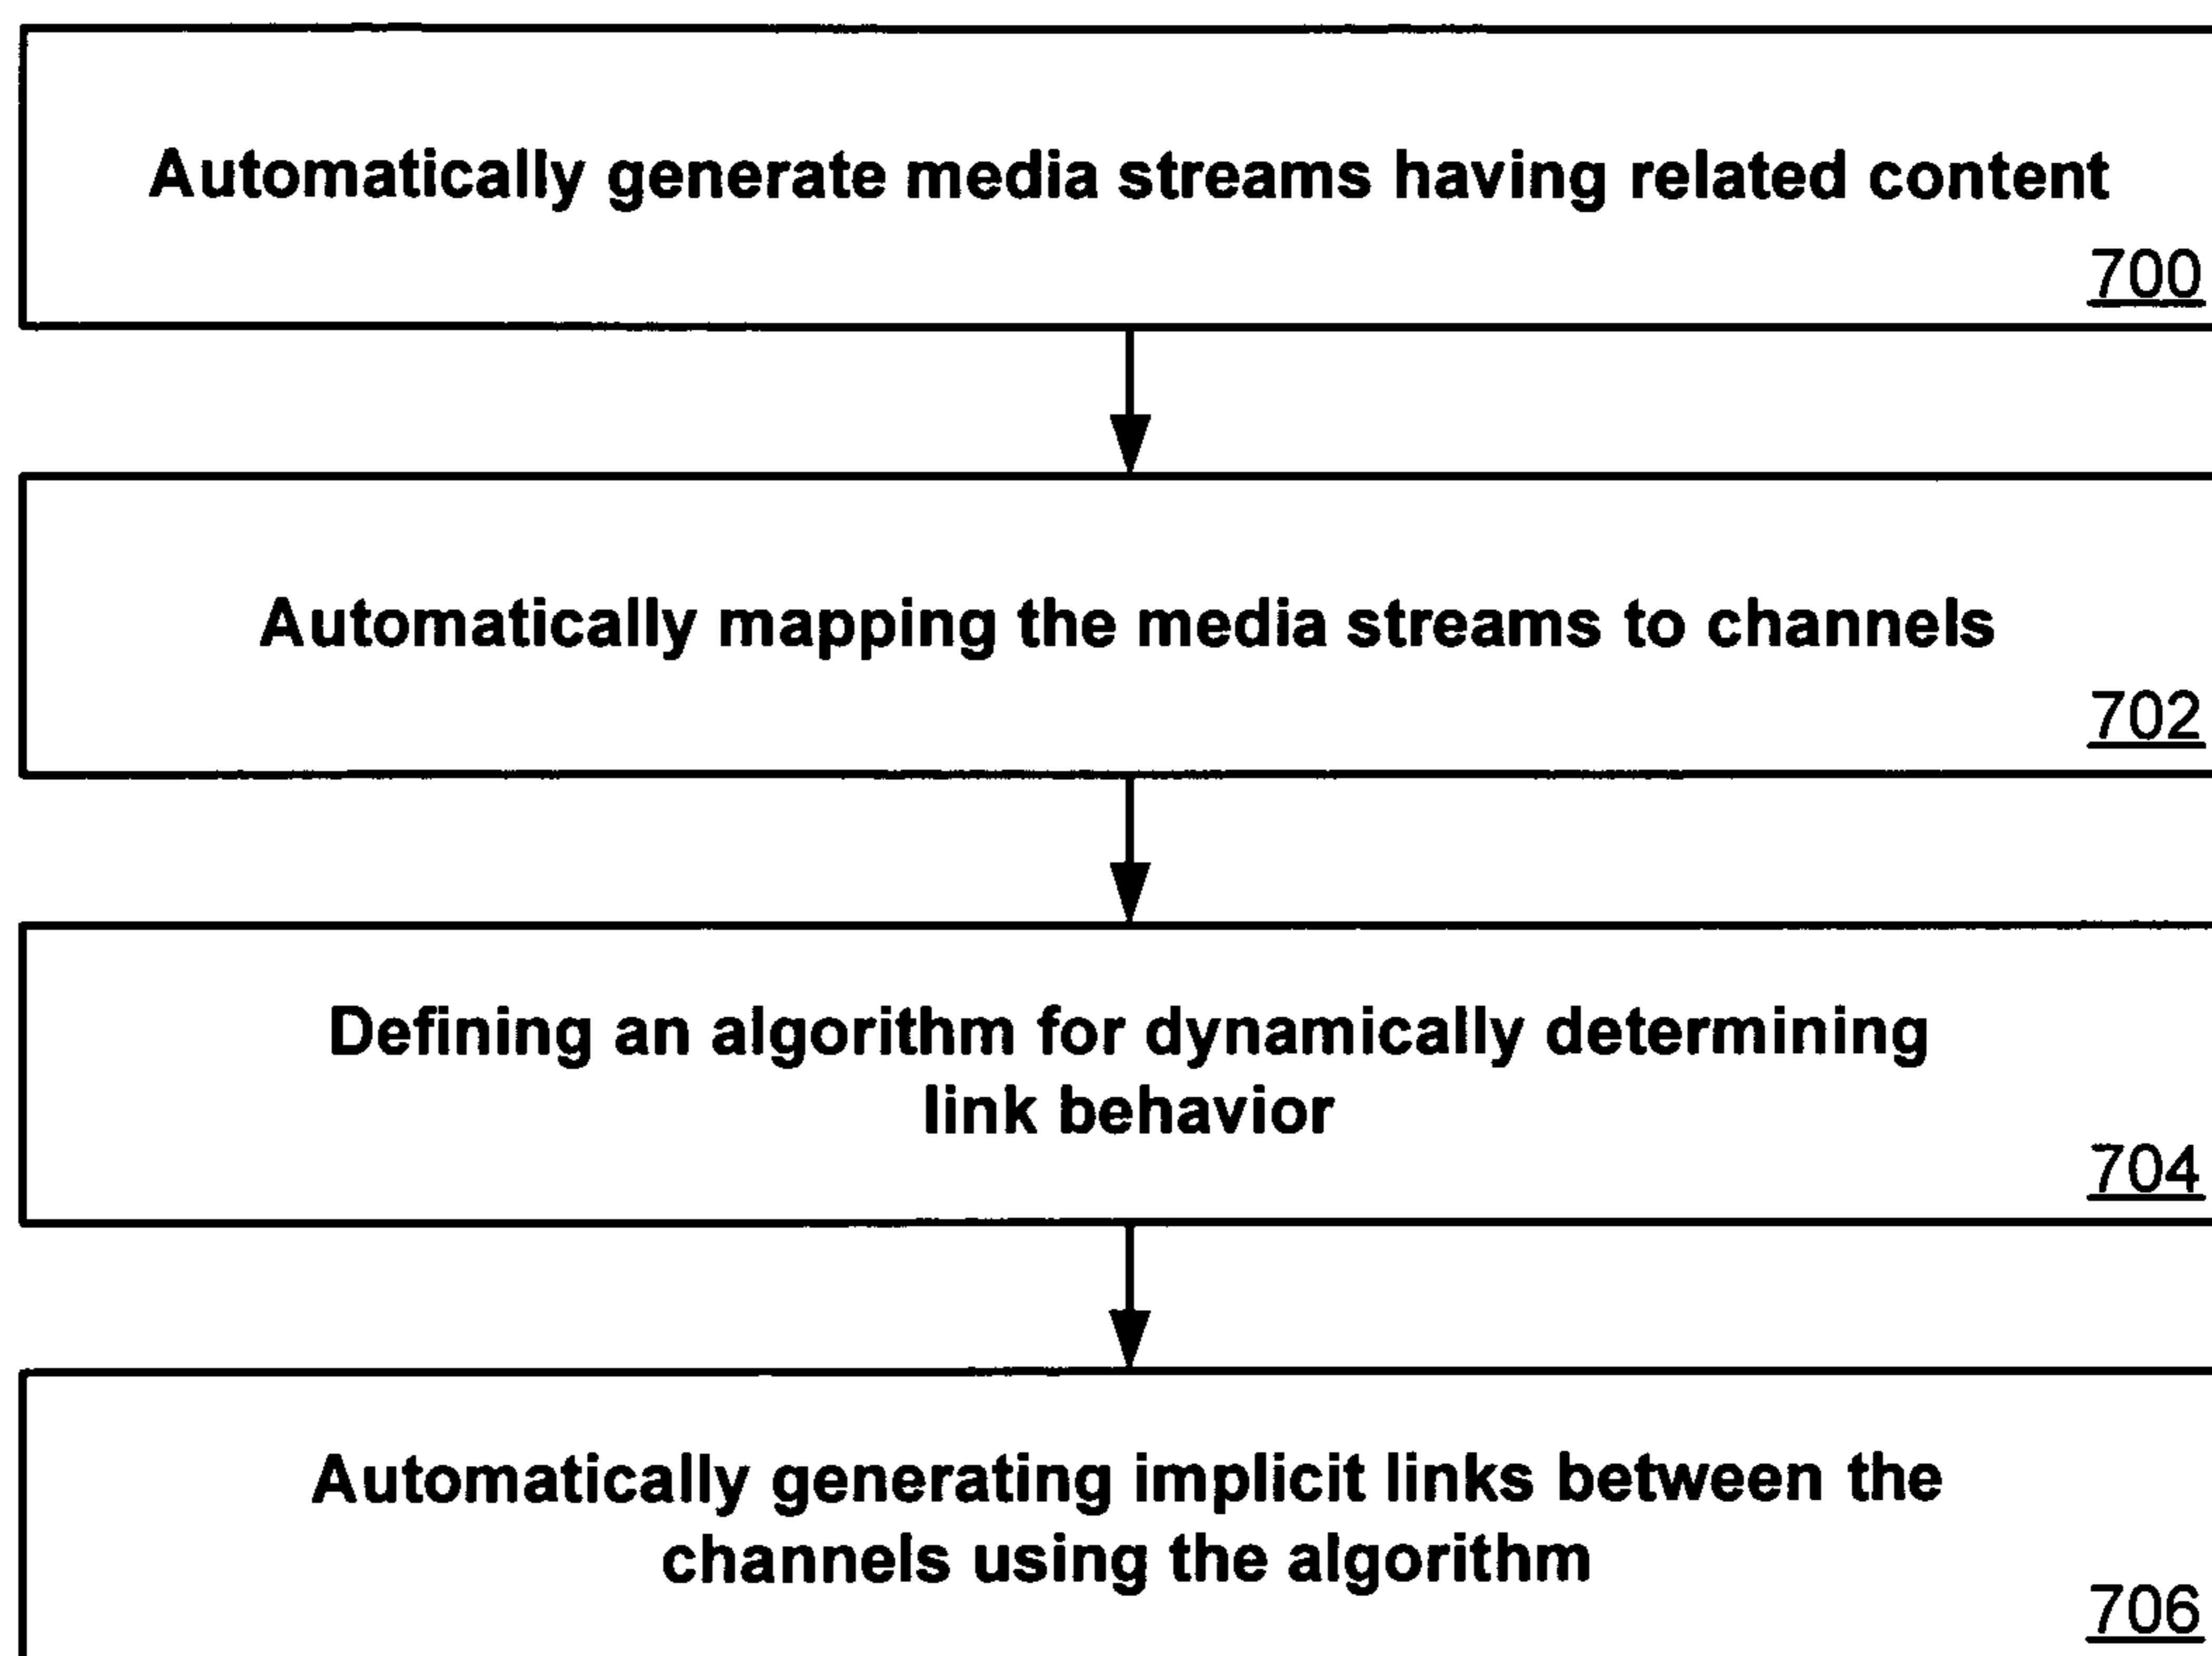 Automatically generate media streams having related content
700
Automatically mapping the media streams to channels
702
Defining an algorithm for dynamically determining
link behavior
704
Automatically generating implicit links between the
channels using the algorithm
706